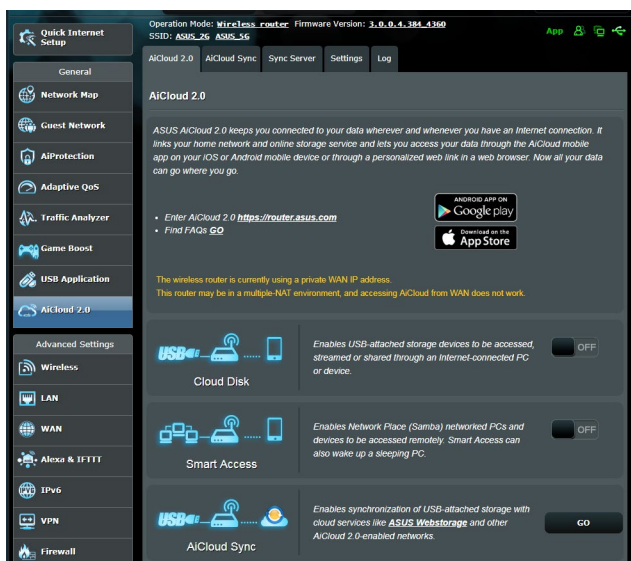 Quick Internet
Setup
General
Network Map
Guest Network
AiProtection
Adaptive QoS
Traffic Analyzer
Game Boost
USB Application
AiCloud 2.0
Advanced Settings
Wireless
LAN
WAN
Alexa & IFTTT
IPv6
VPN
Firewall
Operation Mode: Wireless router Firmware Version: 3.0.0.4.384_4360
SSID: ASUS_2G ASUS_5G
App
AiCloud 2.0 AiCloud Sync Sync Server Settings Log
AiCloud 2.0
ASUS AiCloud 2.0 keeps you connected to your data wherever and whenever you have an Internet connection. It
links your home network and online storage service and lets you access your data through the AiCloud mobile
app on your iOS or Android mobile device or through a personalized web link in a web browser. Now all your data
can go where you go.
• Enter AiCloud 2.0 https://router.asus.com
• Find FAQs GO
ANDROID APP ON
Google play
Download on the
App Store
The wireless router is currently using a private WAN IP address.
This router may be in a multiple-NAT environment, and accessing AiCloud from WAN does not work.
USB
Cloud Disk
Enables USB-attached storage devices to be accessed,
streamed or shared through an Internet-connected PC
or device.
OFF
Smart Access
Enables Network Place (Samba) networked PCs and
devices to be accessed remotely. Smart Access can
also wake up a sleeping PC.
OFF
USB
AiCloud Sync
Enables synchronization of USB-attached storage with
cloud services like ASUS Webstorage and other
AiCloud 2.0-enabled networks.
GO